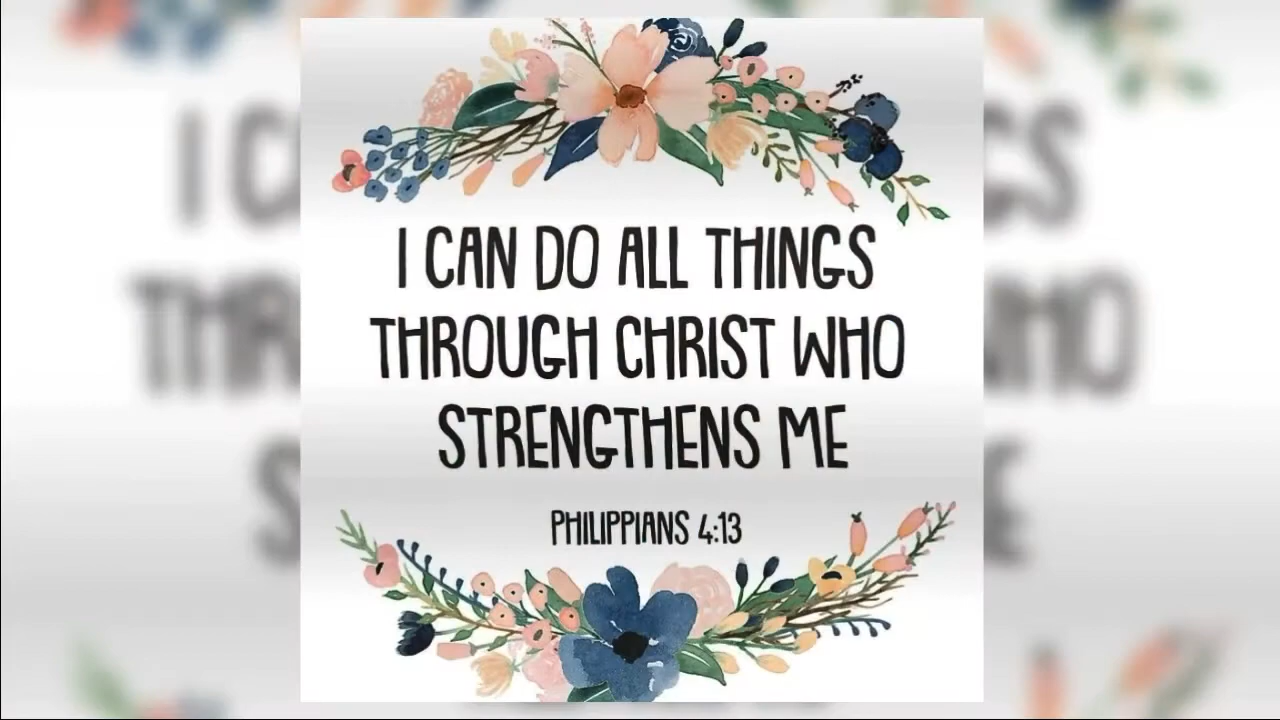 I CAN DO ALL THINGS
THROUGH CHRIST WHO
STRENGTHENS ME
PHILIPPIANS 4:13